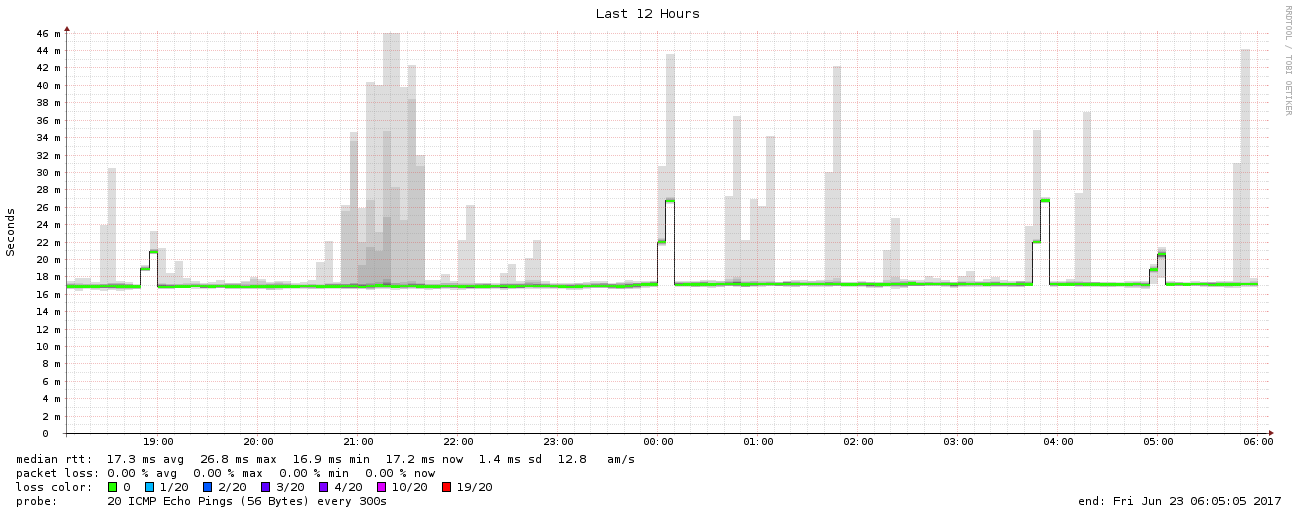 Last 12 Hours
RRDTOOL / TOBI OETIKER
Seconds
46 m
44 m
42 m
40 m
38 m
36 m
34 m
32 m
30 m
28 m
26 m
24 m
22 m
20 m
18 m
16 m
14 m
12 m
10 m
8 m
6 m
4 m
2 m
0
19:00 20:00 21:00 22:00 23:00 00:00 01:00 02:00 03:00 04:00 05:00 06:00
median rtt: 17.3 ms avg 26.8 ms max 16.9 ms min 17.2 ms now 1.4 ms sd 12.8 am/s
packet loss: 0.00 % avg 0.00 % max 0.00 % min 0.00 % now
loss color: 0 1/20 2/20 3/20 4/20 10/20 19/20
probe: 20 ICMP Echo Pings (56 Bytes) every 300s end: Fri Jun 23 06:05:05 2017